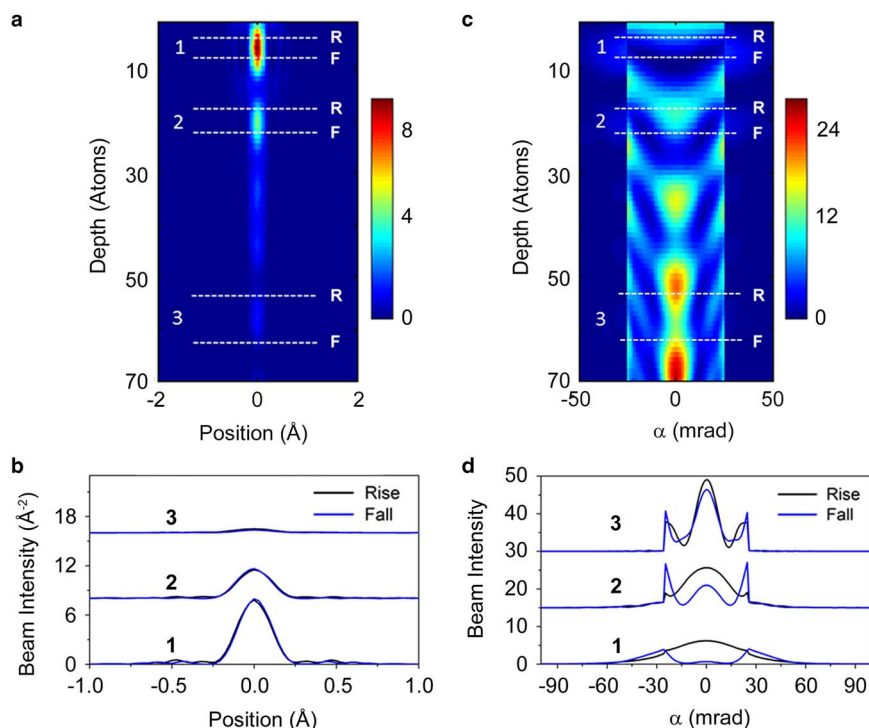 a
1
R
F
2
R
F
3
R
F
10
30
50
70
Depth (Atoms)
-2
0
2
Position (Å)
8
4
0
c
1
R
F
2
R
F
3
R
F
10
30
50
70
Depth (Atoms)
-50
0
50
α (mrad)
24
12
0
b
Rise
Fall
3
2
1
18
12
6
0
Beam Intensity (Å-2)
-1.0
-0.5
0.0
0.5
1.0
Position (Å)
d
Rise
Fall
3
2
1
50
40
30
20
10
0
Beam Intensity
-90
-60
-30
0
30
60
90
α (mrad)